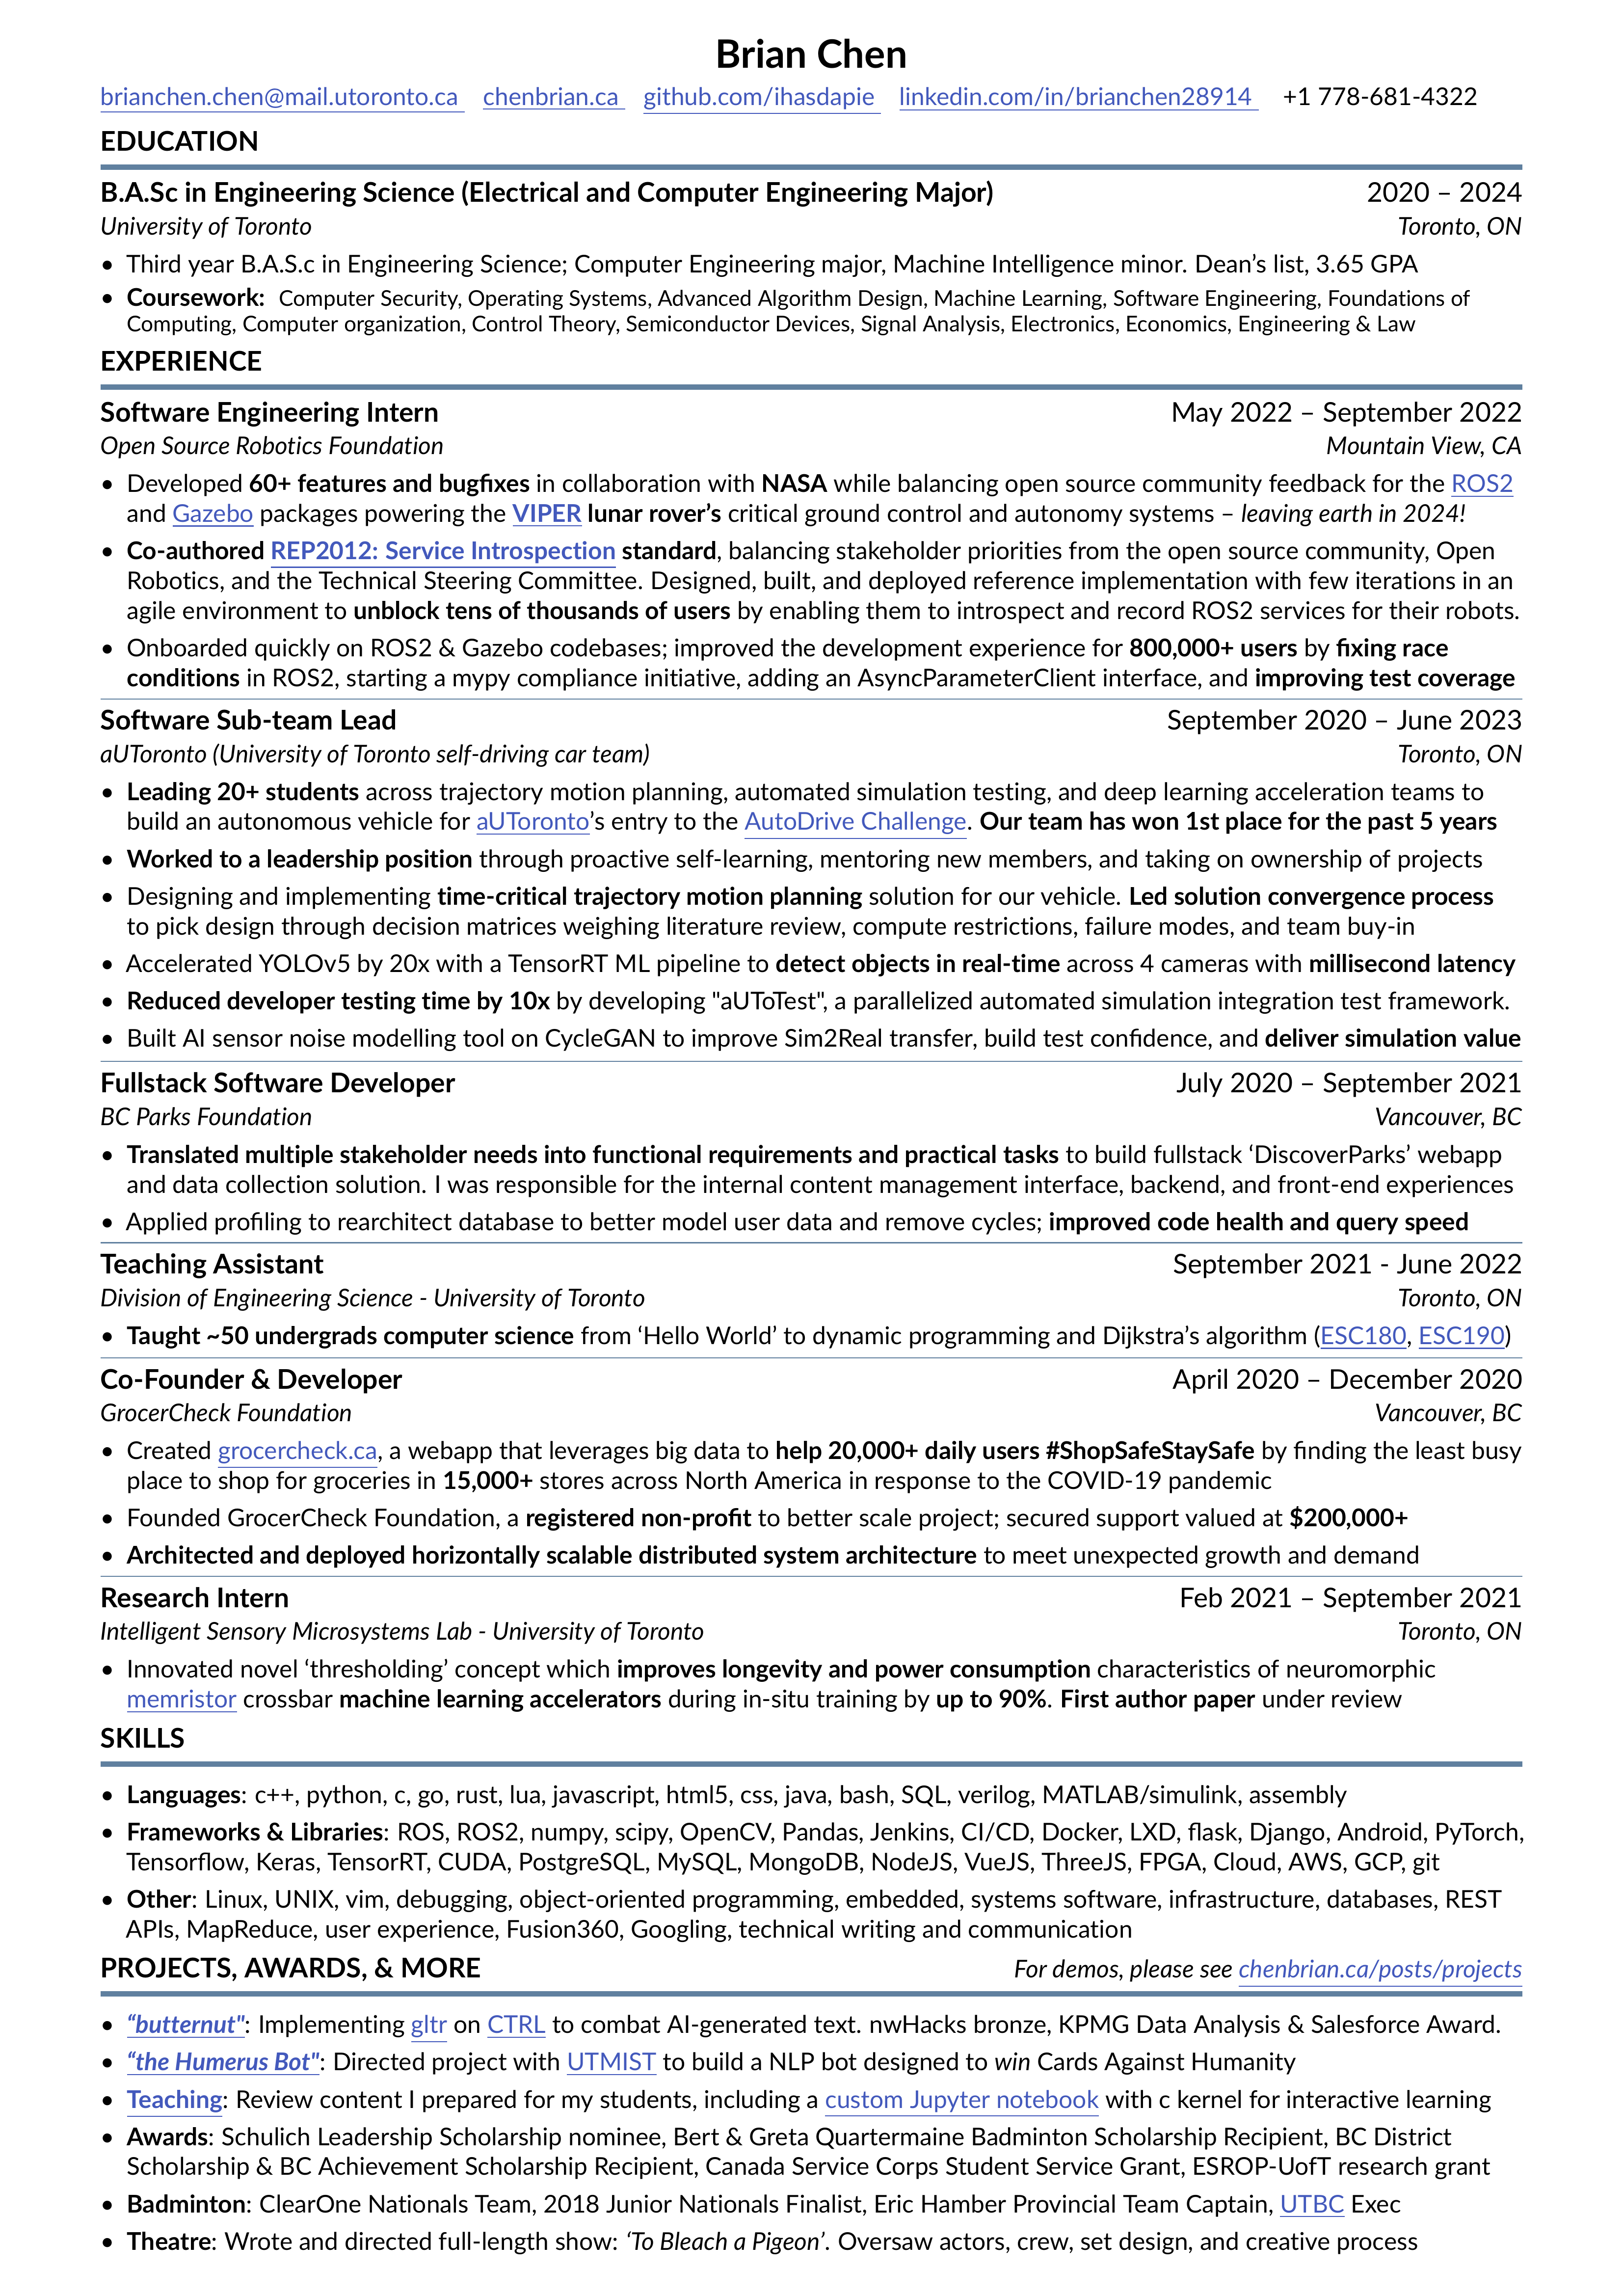 Brian Chen
brianchen.chen@mail.utoronto.ca chenbrian.ca github.com/ihasdapie linkedin.com/in/brianchen28914 +1 778-681-4322
EDUCATION
B.A.Sc in Engineering Science (Electrical and Computer Engineering Major) 2020 – 2024
University of Toronto Toronto, ON
• Third year B.A.S.c in Engineering Science; Computer Engineering major, Machine Intelligence minor. Dean’s list, 3.65 GPA
• Coursework: Computer Security, Operating Systems, Advanced Algorithm Design, Machine Learning, Software Engineering, Foundations of
Computing, Computer organization, Control Theory, Semiconductor Devices, Signal Analysis, Electronics, Economics, Engineering & Law
EXPERIENCE
Software Engineering Intern May 2022 – September 2022
Open Source Robotics Foundation Mountain View, CA
• Developed 60+ features and bugfixes in collaboration with NASA while balancing open source community feedback for the ROS2
and Gazebo packages powering the VIPER lunar rover’s critical ground control and autonomy systems – leaving earth in 2024!
• Co-authored REP2012: Service Introspection standard, balancing stakeholder priorities from the open source community, Open
Robotics, and the Technical Steering Committee. Designed, built, and deployed reference implementation with few iterations in an
agile environment to unblock tens of thousands of users by enabling them to introspect and record ROS2 services for their robots.
• Onboarded quickly on ROS2 & Gazebo codebases; improved the development experience for 800,000+ users by fixing race
conditions in ROS2, starting a mypy compliance initiative, adding an AsyncParameterClient interface, and improving test coverage
Software Sub-team Lead September 2020 – June 2023
aUToronto (University of Toronto self-driving car team) Toronto, ON
• Leading 20+ students across trajectory motion planning, automated simulation testing, and deep learning acceleration teams to
build an autonomous vehicle for aUToronto’s entry to the AutoDrive Challenge. Our team has won 1st place for the past 5 years
• Worked to a leadership position through proactive self-learning, mentoring new members, and taking on ownership of projects
• Designing and implementing time-critical trajectory motion planning solution for our vehicle. Led solution convergence process
to pick design through decision matrices weighing literature review, compute restrictions, failure modes, and team buy-in
• Accelerated YOLOv5 by 20x with a TensorRT ML pipeline to detect objects in real-time across 4 cameras with millisecond latency
• Reduced developer testing time by 10x by developing "aUToTest", a parallelized automated simulation integration test framework.
• Built AI sensor noise modelling tool on CycleGAN to improve Sim2Real transfer, build test confidence, and deliver simulation value
Fullstack Software Developer July 2020 – September 2021
BC Parks Foundation Vancouver, BC
• Translated multiple stakeholder needs into functional requirements and practical tasks to build fullstack ‘DiscoverParks’ webapp
and data collection solution. I was responsible for the internal content management interface, backend, and front-end experiences
• Applied profiling to rearchitect database to better model user data and remove cycles; improved code health and query speed
Teaching Assistant September 2021 - June 2022
Division of Engineering Science - University of Toronto Toronto, ON
• Taught ~50 undergrads computer science from ‘Hello World’ to dynamic programming and Dijkstra’s algorithm (ESC180, ESC190)
Co-Founder & Developer April 2020 – December 2020
GrocerCheck Foundation Vancouver, BC
• Created grocercheck.ca, a webapp that leverages big data to help 20,000+ daily users #ShopSafeStaySafe by finding the least busy
place to shop for groceries in 15,000+ stores across North America in response to the COVID-19 pandemic
• Founded GrocerCheck Foundation, a registered non-profit to better scale project; secured support valued at $200,000+
• Architected and deployed horizontally scalable distributed system architecture to meet unexpected growth and demand
Research Intern Feb 2021 – September 2021
Intelligent Sensory Microsystems Lab - University of Toronto Toronto, ON
• Innovated novel ‘thresholding’ concept which improves longevity and power consumption characteristics of neuromorphic
memristor crossbar machine learning accelerators during in-situ training by up to 90%. First author paper under review
SKILLS
• Languages: c++, python, c, go, rust, lua, javascript, html5, css, java, bash, SQL, verilog, MATLAB/simulink, assembly
• Frameworks & Libraries: ROS, ROS2, numpy, scipy, OpenCV, Pandas, Jenkins, CI/CD, Docker, LXD, flask, Django, Android, PyTorch,
Tensorflow, Keras, TensorRT, CUDA, PostgreSQL, MySQL, MongoDB, NodeJS, VueJS, ThreeJS, FPGA, Cloud, AWS, GCP, git
• Other: Linux, UNIX, vim, debugging, object-oriented programming, embedded, systems software, infrastructure, databases, REST
APIs, MapReduce, user experience, Fusion360, Googling, technical writing and communication
PROJECTS, AWARDS, & MORE For demos, please see chenbrian.ca/posts/projects
• “butternut": Implementing gltr on CTRL to combat AI-generated text. nwHacks bronze, KPMG Data Analysis & Salesforce Award.
• “the Humerus Bot": Directed project with UTMIST to build a NLP bot designed to win Cards Against Humanity
• Teaching: Review content I prepared for my students, including a custom Jupyter notebook with c kernel for interactive learning
• Awards: Schulich Leadership Scholarship nominee, Bert & Greta Quartermaine Badminton Scholarship Recipient, BC District
Scholarship & BC Achievement Scholarship Recipient, Canada Service Corps Student Service Grant, ESROP-UofT research grant
• Badminton: ClearOne Nationals Team, 2018 Junior Nationals Finalist, Eric Hamber Provincial Team Captain, UTBC Exec
• Theatre: Wrote and directed full-length show: ‘To Bleach a Pigeon’. Oversaw actors, crew, set design, and creative process